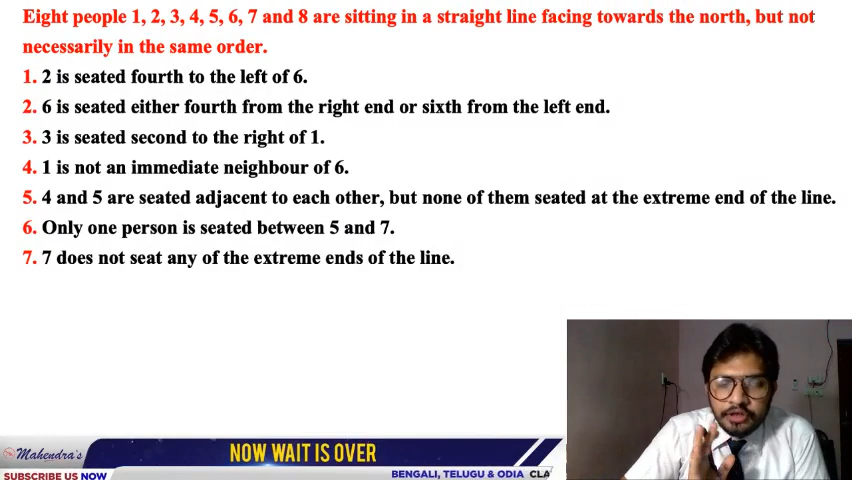 Eight people 1, 2, 3, 4, 5, 6, 7 and 8 are sitting in a straight line facing towards the north, but not
necessarily in the same order.
1. 2 is seated fourth to the left of 6.
2. 6 is seated either fourth from the right end or sixth from the left end.
3. 3 is seated second to the right of 1.
4. 1 is not an immediate neighbour of 6.
5. 4 and 5 are seated adjacent to each other, but none of them seated at the extreme end of the line.
6. Only one person is seated between 5 and 7.
7. 7 does not seat any of the extreme ends of the line.
Mahendra's
NOW WAIT IS OVER
SUBSCRIBE US NOW
BENGALI, TELUGU & ODIA CLA